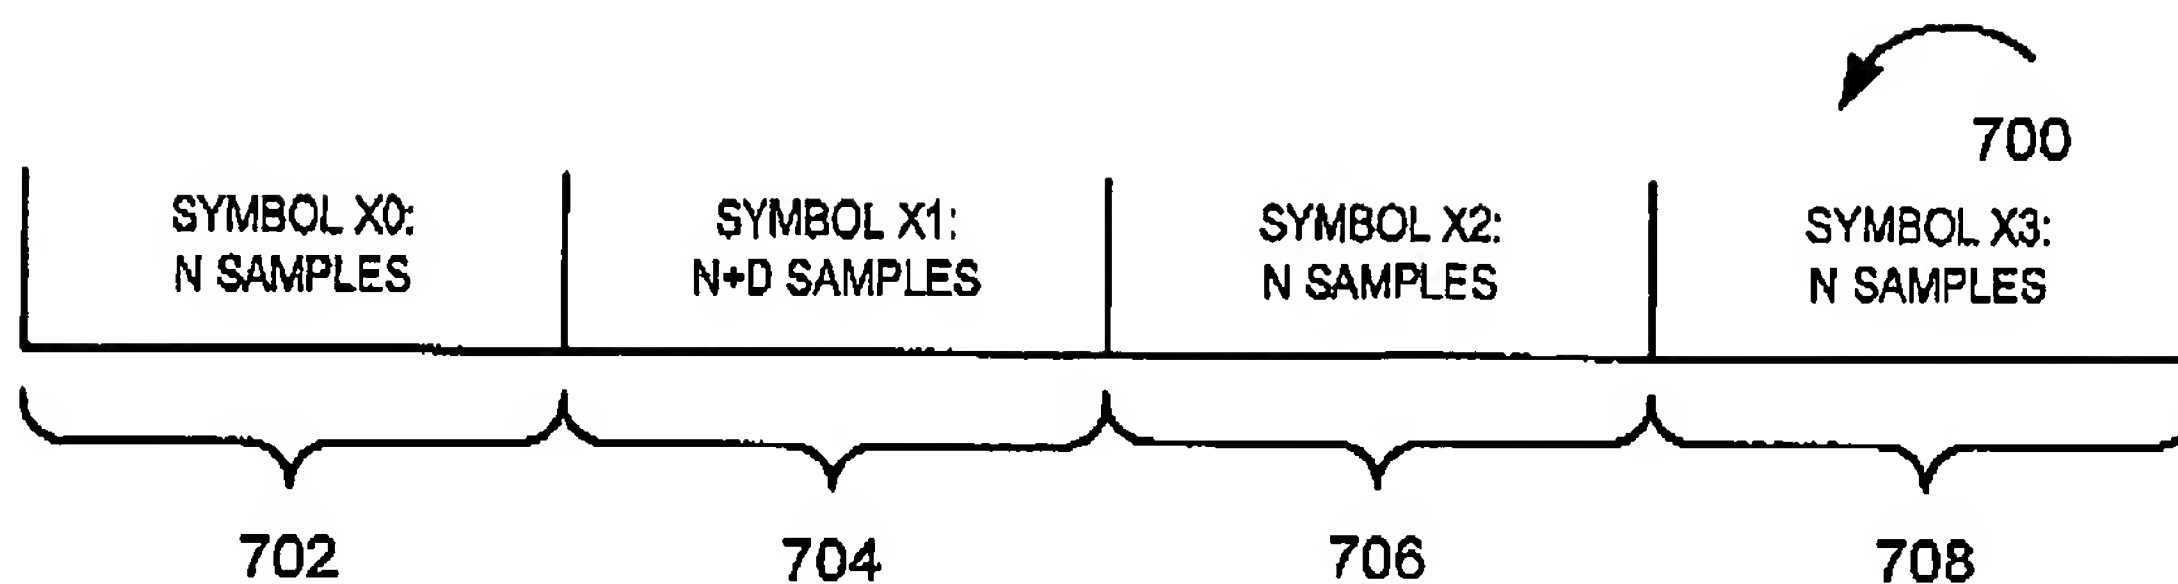 700
SYMBOL X0:
N SAMPLES
SYMBOL X1:
N+D SAMPLES
SYMBOL X2:
N SAMPLES
SYMBOL X3:
N SAMPLES
702
704
706
708